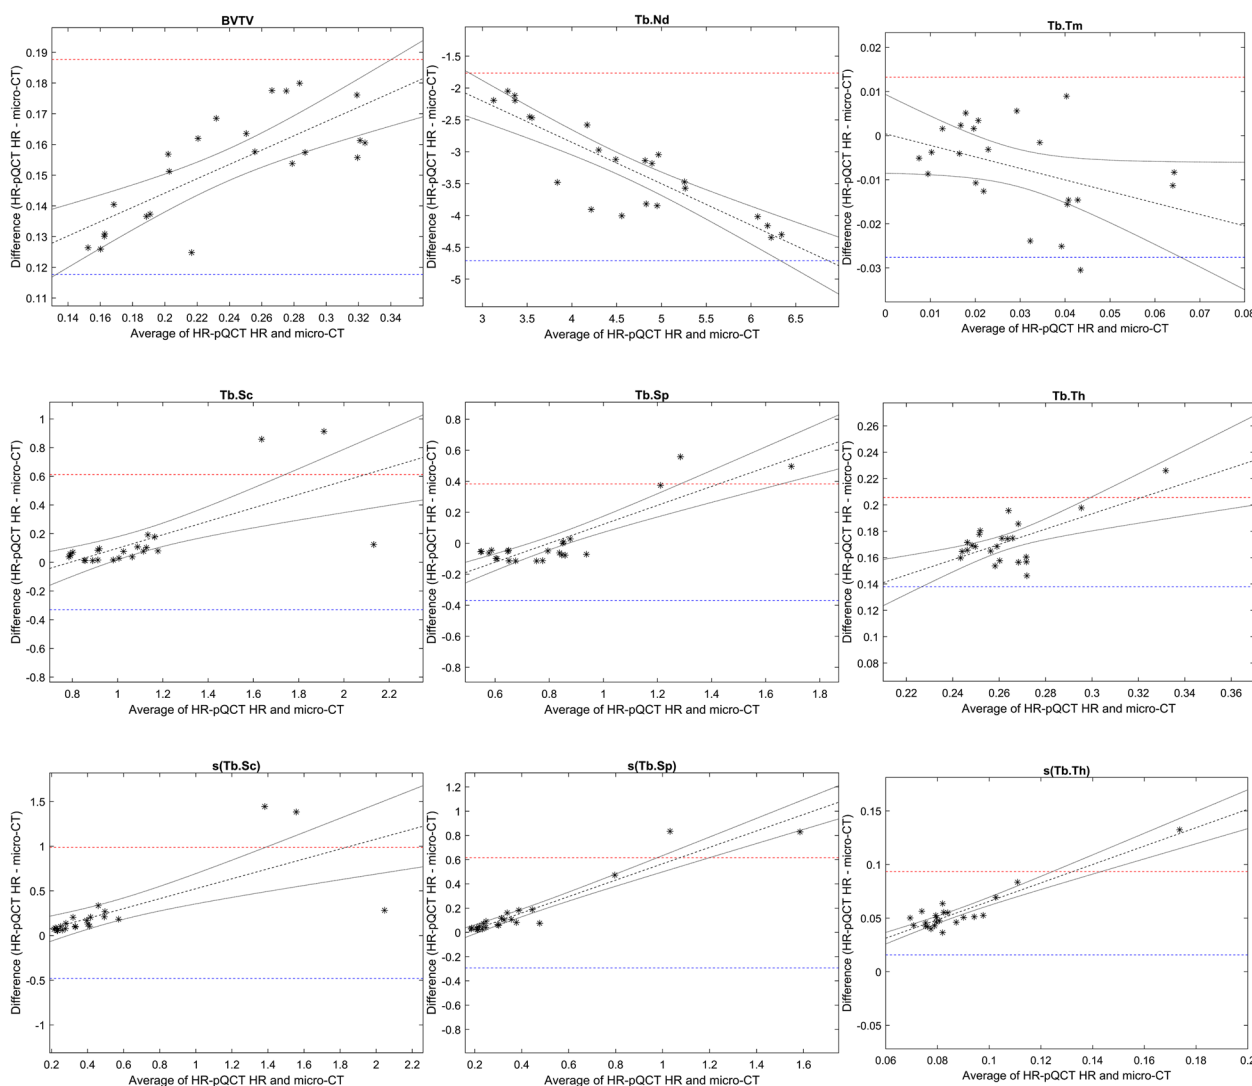 BVTV
Difference (HR-pQCT HR - micro-CT)
0.19
0.18
0.17
0.16
0.15
0.14
0.13
0.12
0.11
0.14 0.16 0.18 0.2 0.22 0.24 0.26 0.28 0.3 0.32 0.34
Average of HR-pQCT HR and micro-CT
Tb.Nd
Difference (HR-pQCT HR - micro-CT)
-1.5
-2
-2.5
-3
-3.5
-4
-4.5
-5
3 3.5 4 4.5 5 5.5 6 6.5
Average of HR-pQCT HR and micro-CT
Tb.Tm
Difference (HR-pQCT HR - micro-CT)
0.02
0.01
0
-0.01
-0.02
-0.03
0 0.01 0.02 0.03 0.04 0.05 0.06 0.07 0.08
Average of HR-pQCT HR and micro-CT
Tb.Sc
Difference (HR-pQCT HR - micro-CT)
1
0.8
0.6
0.4
0.2
0
-0.2
-0.4
-0.6
-0.8
0.8 1 1.2 1.4 1.6 1.8 2 2.2
Average of HR-pQCT HR and micro-CT
Tb.Sp
Difference (HR-pQCT HR - micro-CT)
0.8
0.6
0.4
0.2
0
-0.2
-0.4
-0.6
-0.8
0.6 0.8 1 1.2 1.4 1.6 1.8
Average of HR-pQCT HR and micro-CT
Tb.Th
Difference (HR-pQCT HR - micro-CT)
0.26
0.24
0.22
0.2
0.18
0.16
0.14
0.12
0.1
0.08
0.22 0.24 0.26 0.28 0.3 0.32 0.34 0.36
Average of HR-pQCT HR and micro-CT
s(Tb.Sc)
Difference (HR-pQCT HR - micro-CT)
1.5
1
0.5
0
-0.5
-1
0.2 0.4 0.6 0.8 1 1.2 1.4 1.6 1.8 2 2.2
Average of HR-pQCT HR and micro-CT
s(Tb.Sp)
Difference (HR-pQCT HR - micro-CT)
1.2
1
0.8
0.6
0.4
0.2
0
-0.2
-0.4
-0.6
-0.8
0.2 0.4 0.6 0.8 1 1.2 1.4 1.6
Average of HR-pQCT HR and micro-CT
s(Tb.Th)
Difference (HR-pQCT HR - micro-CT)
0.15
0.1
0.05
0
-0.05
0.06 0.08 0.1 0.12 0.14 0.16 0.18 0.2
Average of HR-pQCT HR and micro-CT